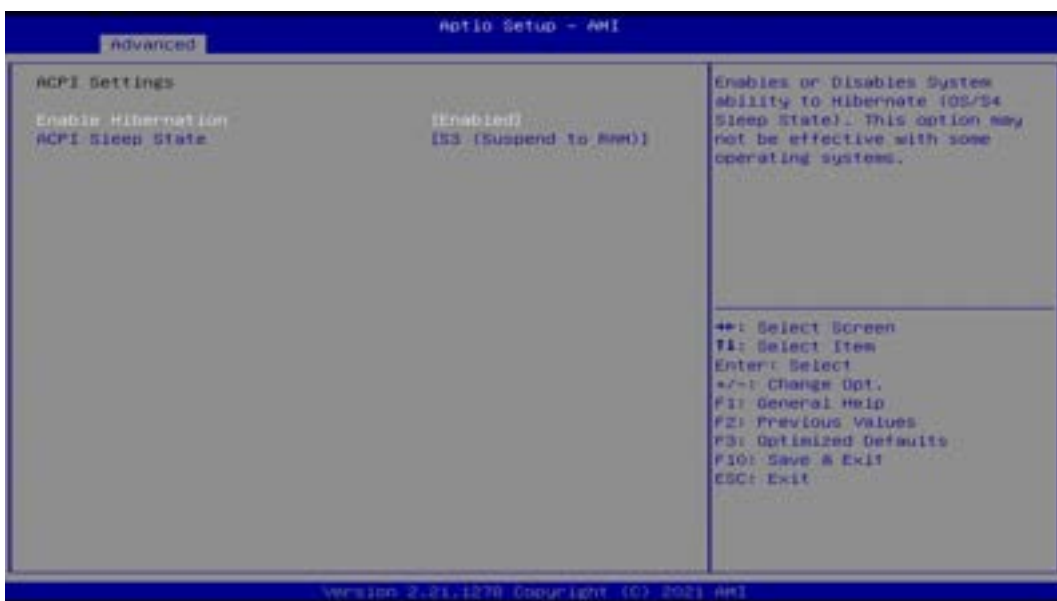 Aptio Setup - AMI
Advanced
ACPI Settings
Enable Hibernation [Enabled]
ACPI Sleep State [S3 (Suspend to RAM)]
Enables or Disables System
ability to Hibernate (OS/S4
Sleep State). This option may
not be effective with some
operating systems.
→←: Select Screen
↑↓: Select Item
Enter: Select
+/-: Change Opt.
F1: General Help
F2: Previous Values
F3: Optimized Defaults
F10: Save & Exit
ESC: Exit
Version 2.21.1278 Copyright (C) 2021 AMI